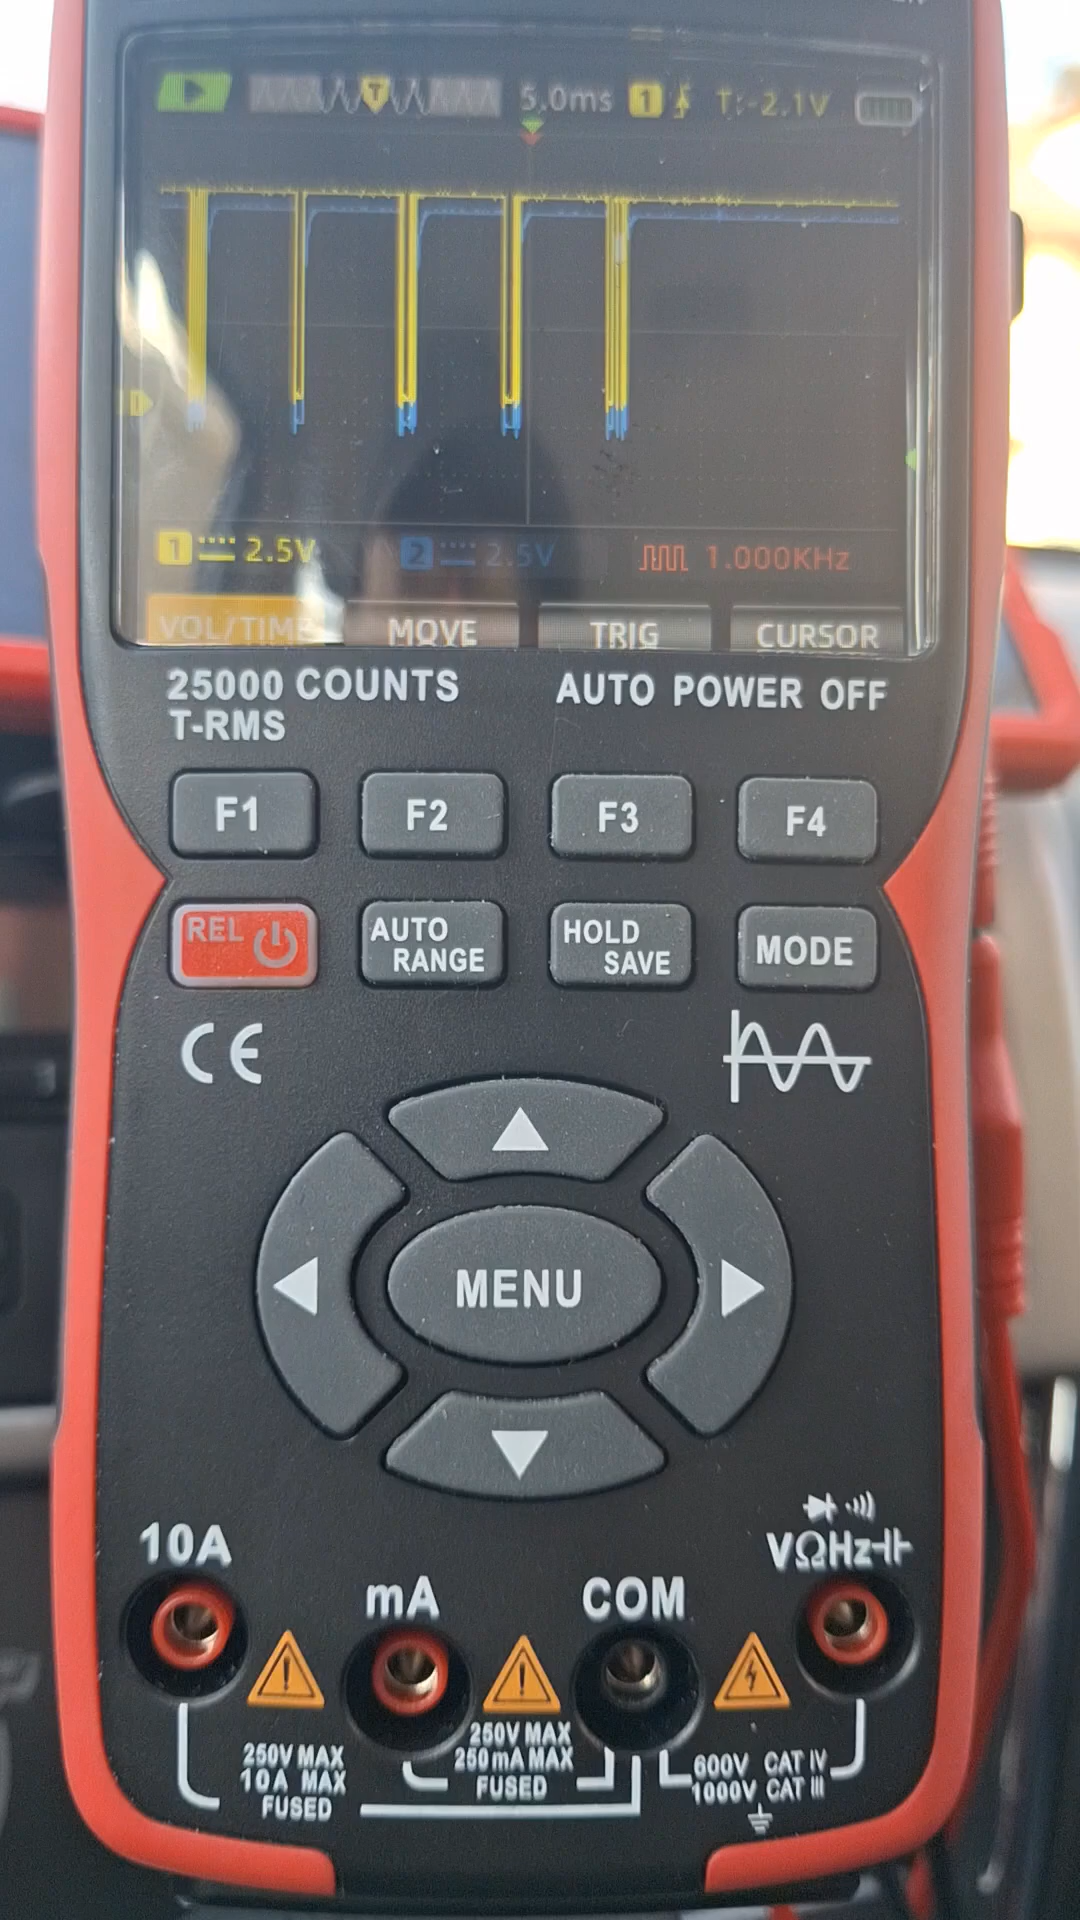 T
5.0ms 1 T:-2.1V
1
1 2.5V 2 2.5V 1.000KHz
VOL/TIME MOVE TRIG CURSOR
25000 COUNTS
T-RMS
AUTO POWER OFF
F1 F2 F3 F4
REL
AUTO
RANGE
HOLD
SAVE
MODE
CE
MENU
10A
mA
COM
VΩHz
250V MAX
10A MAX
FUSED
250V MAX
250mA MAX
FUSED
600V CAT IV
1000V CAT III